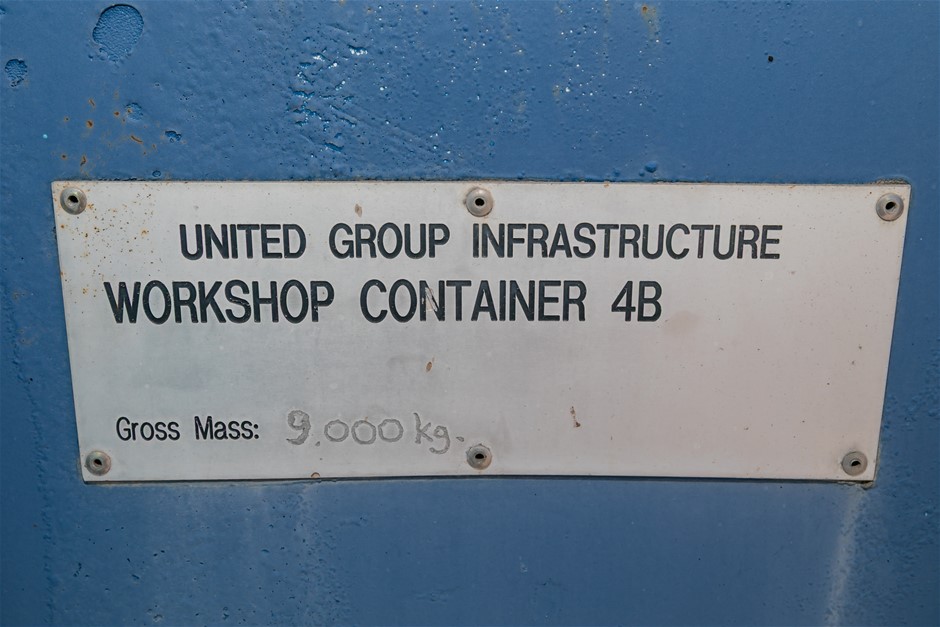 UNITED GROUP INFRASTRUCTURE
WORKSHOP CONTAINER 4B
Gross Mass: 9.000 kg.